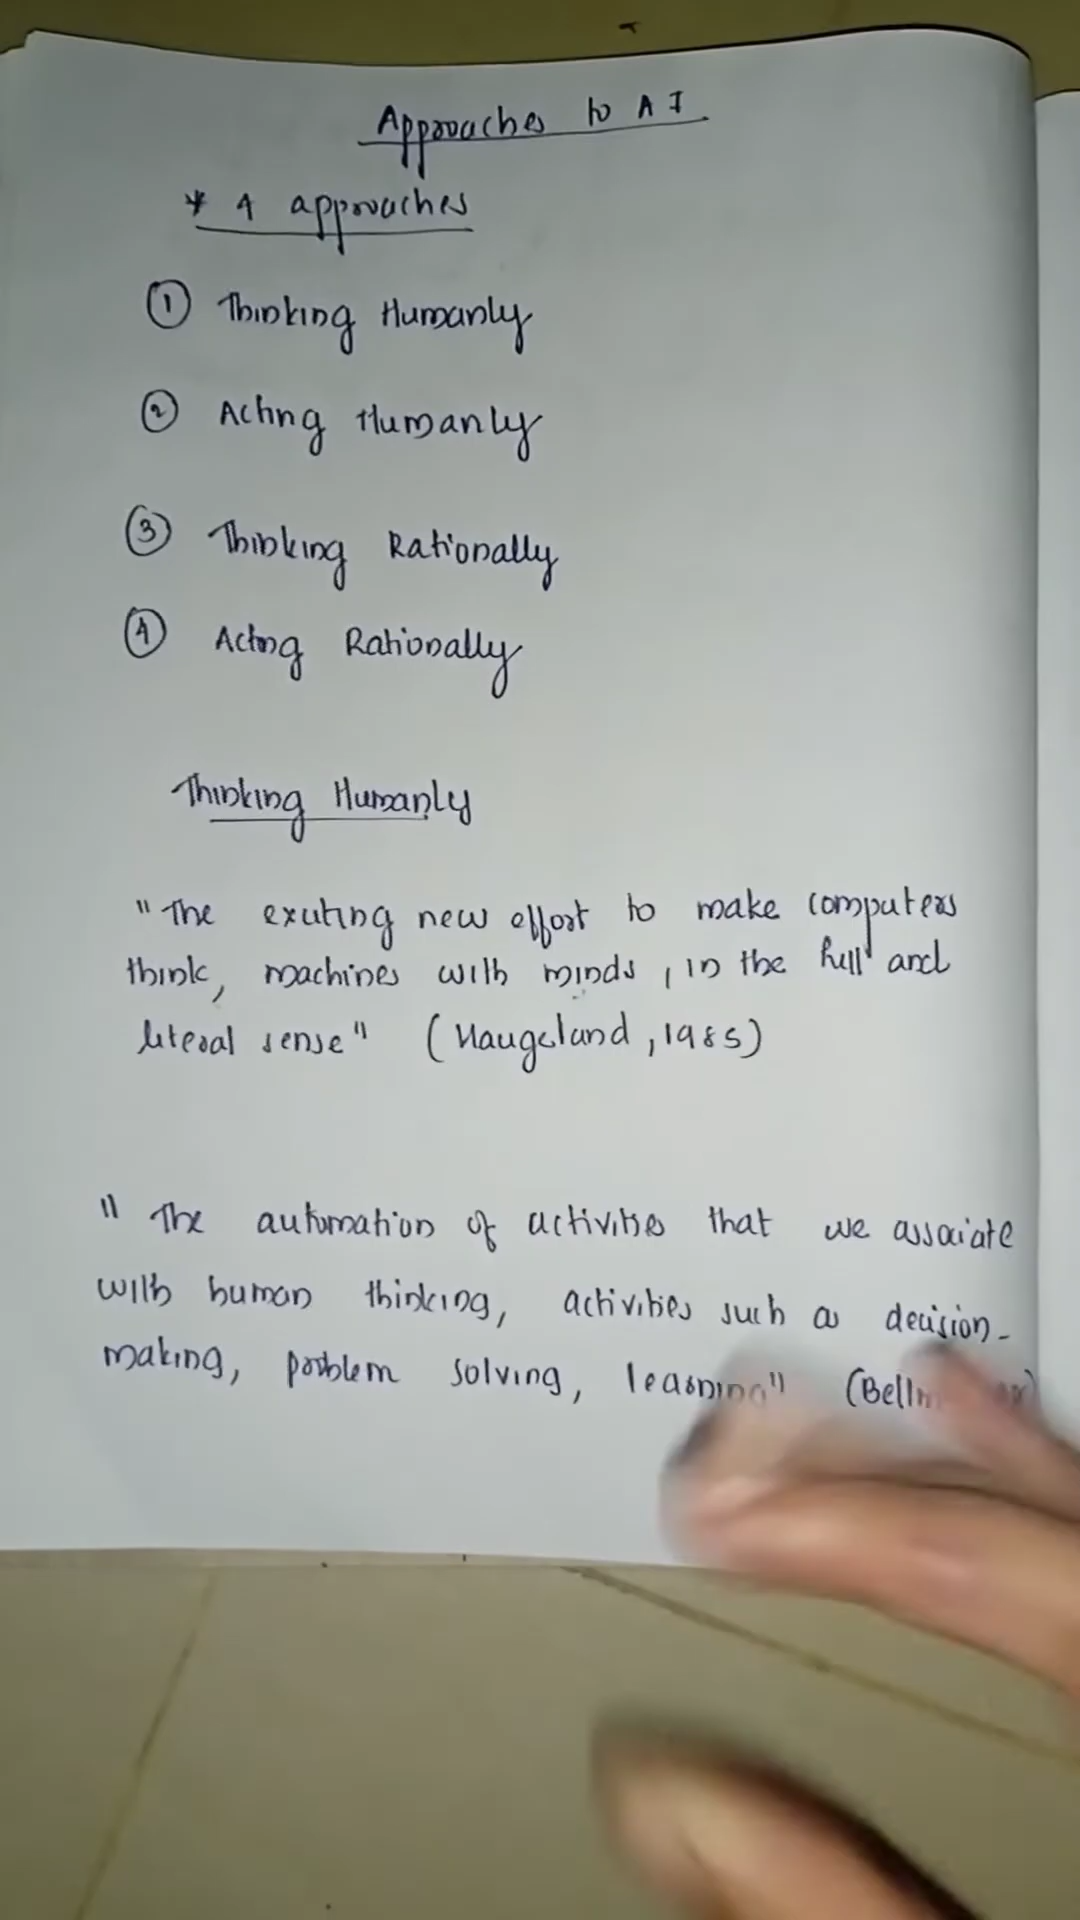 Approaches to AI
* 4 approaches
① Thinking Humanly
② Acting Humanly
③ Thinking Rationally
④ Acting Rationally
Thinking Humanly
"The exciting new effort to make computers
think, machines with minds, in the full and
literal sense" (Haugeland, 1985)
"The automation of activities that we associate
with human thinking, activities such as decision-
making, problem solving, learning"